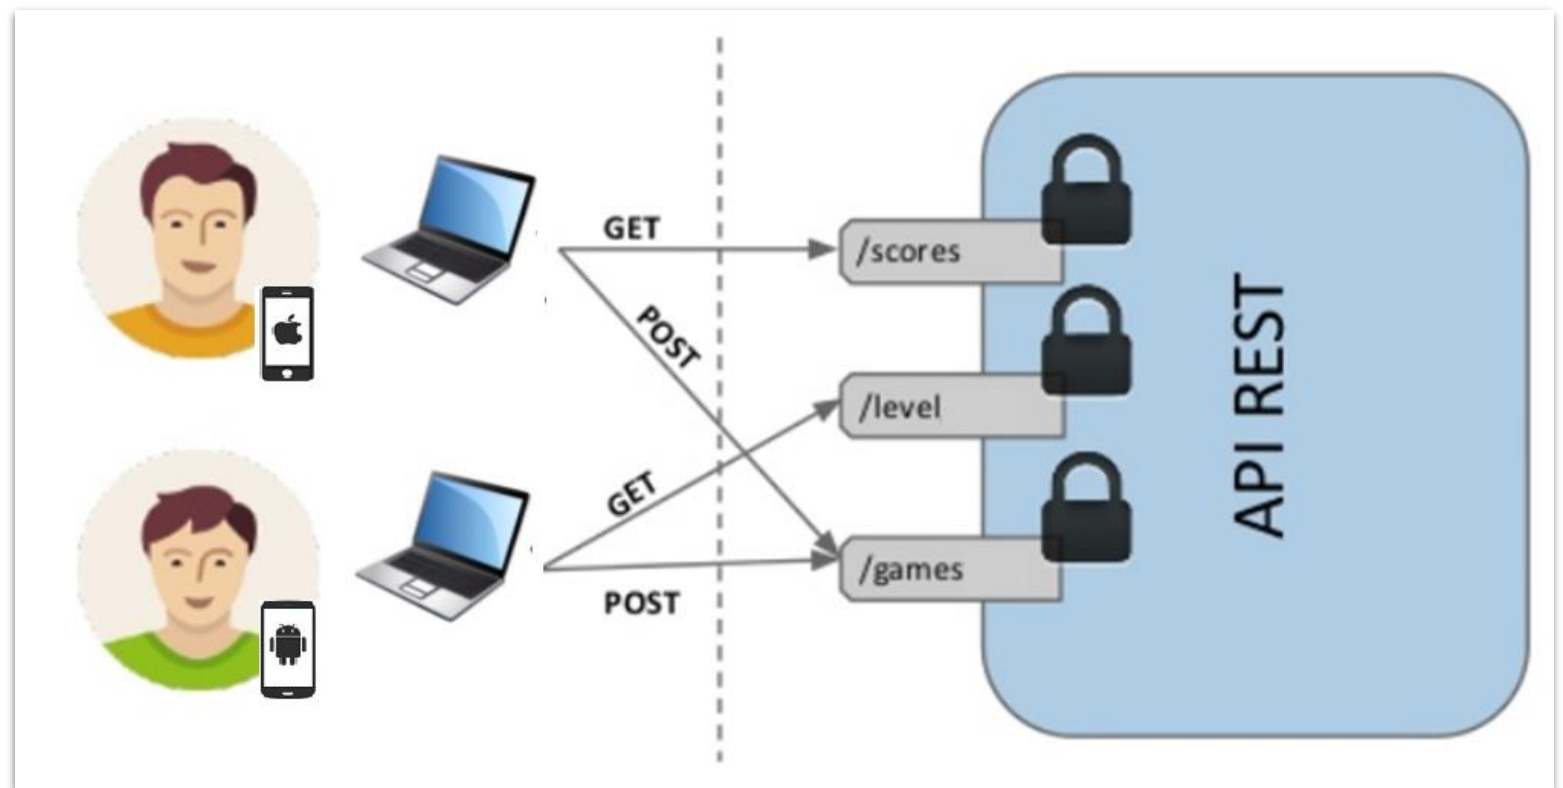 GET
/scores
POST
/level
GET
/games
POST
API REST